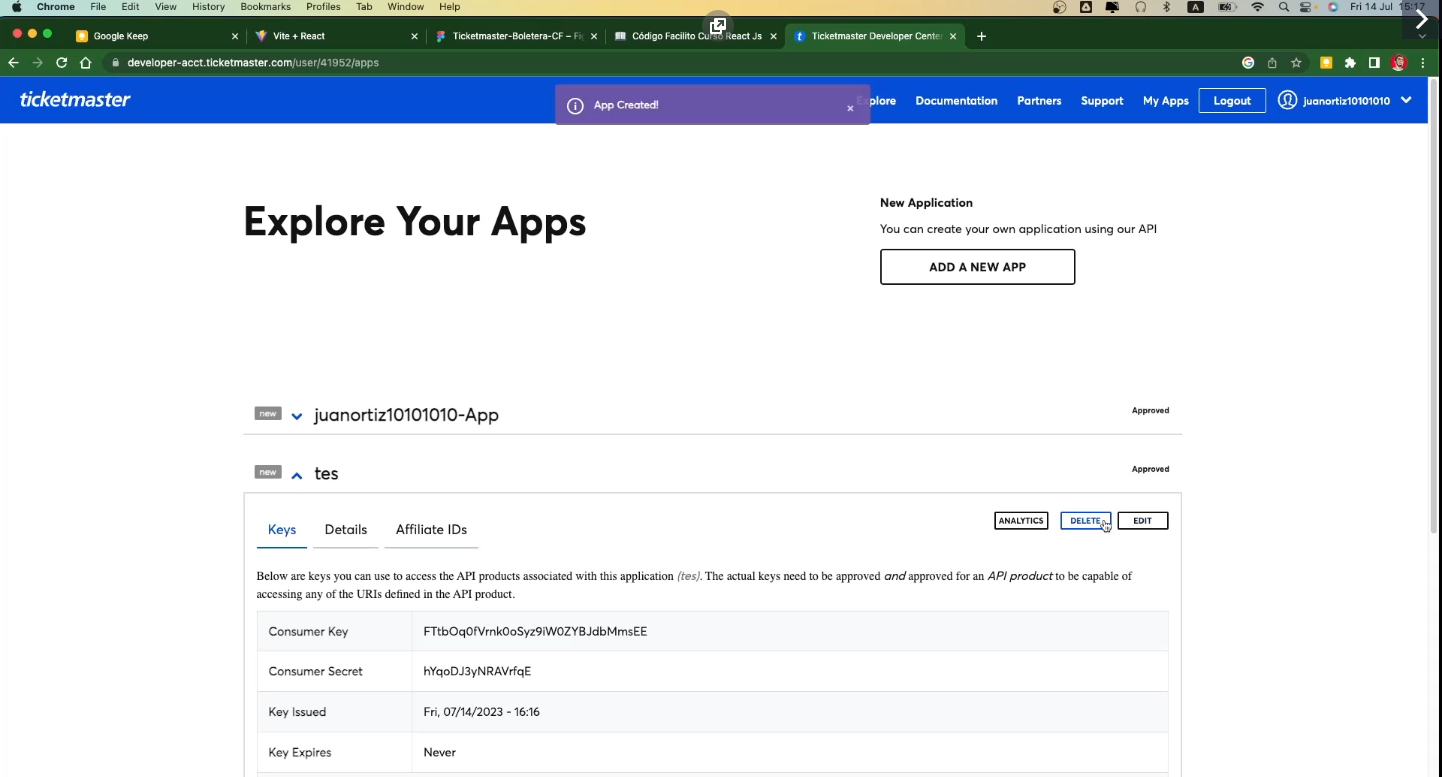 Chrome File Edit View History Bookmarks Profiles Tab Window Help A Fri 14 Jul 15:17
Google Keep Vite + React Ticketmaster-Boletera-CF – Fi Código Facilito Curso React Js Ticketmaster Developer Center
developer-acct.ticketmaster.com/user/41952/apps
ticketmaster App Created! Explore Documentation Partners Support My Apps Logout juanortiz10101010
Explore Your Apps
New Application
You can create your own application using our API
ADD A NEW APP
new juanortiz10101010-App Approved
new tes Approved
Keys Details Affiliate IDs ANALYTICS DELETE EDIT
Below are keys you can use to access the API products associated with this application (tes). The actual keys need to be approved and approved for an API product to be capable of
accessing any of the URIs defined in the API product.
Consumer Key FTtbOq0fVrnk0oSyz9iW0ZYBJdbMmsEE
Consumer Secret hYqoDJ3yNRAVrfqE
Key Issued Fri, 07/14/2023 - 16:16
Key Expires Never